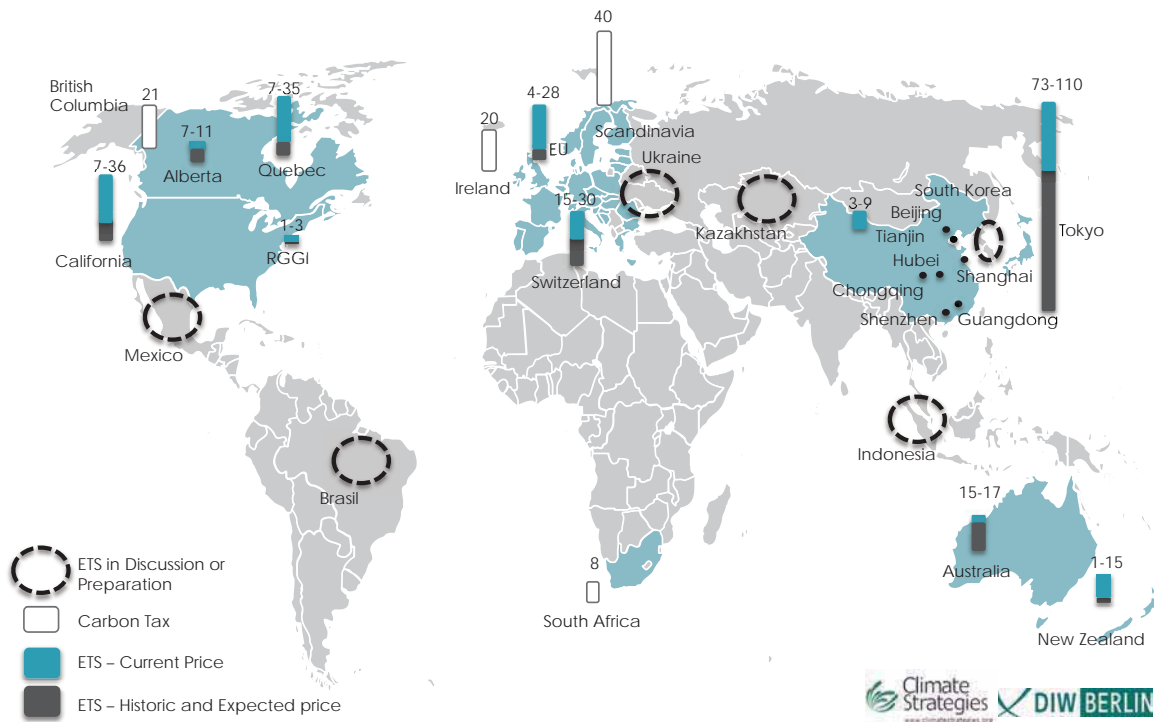 40
British
Columbia
21
7-35
4-28
73-110
7-11
20
Scandinavia
EU
Ukraine
Alberta
Quebec
7-36
Ireland
South Korea
15-30
3-9
Beijing
1-3
Kazakhstan
Tianjin
Tokyo
California
RGGI
Hubei
Shanghai
Switzerland
Chongqing
Shenzhen
Guangdong
Mexico
Indonesia
Brasil
15-17
ETS in Discussion or
Preparation
8
1-15
Australia
Carbon Tax
South Africa
New Zealand
ETS – Current Price
ETS – Historic and Expected price
Climate
Strategies
www.climatestrategies.org
DIW BERLIN